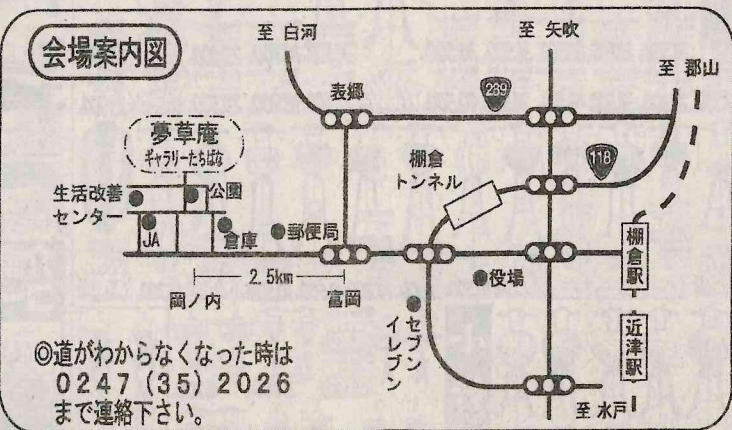 会場案内図
至 白河
至 矢吹
至 郡山
表郷
289
118
夢草庵
ギャラリーたちばな
棚倉
トンネル
生活改善
センター
公園
JA
倉庫
郵便局
2.5km
岡ノ内
富岡
役場
セブン
イレブン
棚倉駅
近津駅
至 水戸
◎道がわからなくなった時は
0247(35)2026
まで連絡下さい。